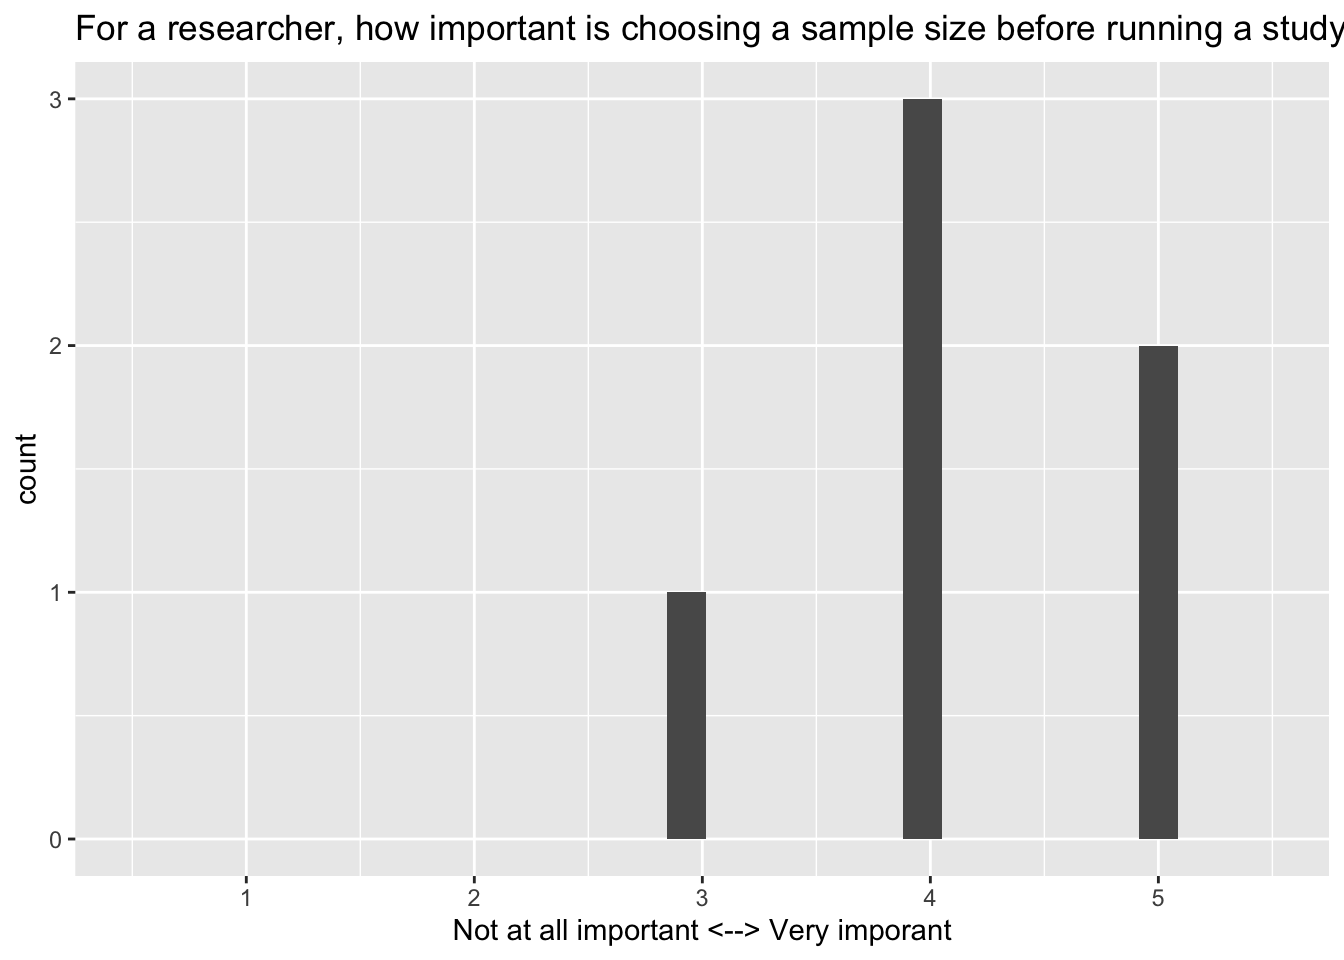 For a researcher, how important is choosing a sample size before running a study
3
2
1
0
count
1 2 3 4 5
Not at all important <--> Very imporant